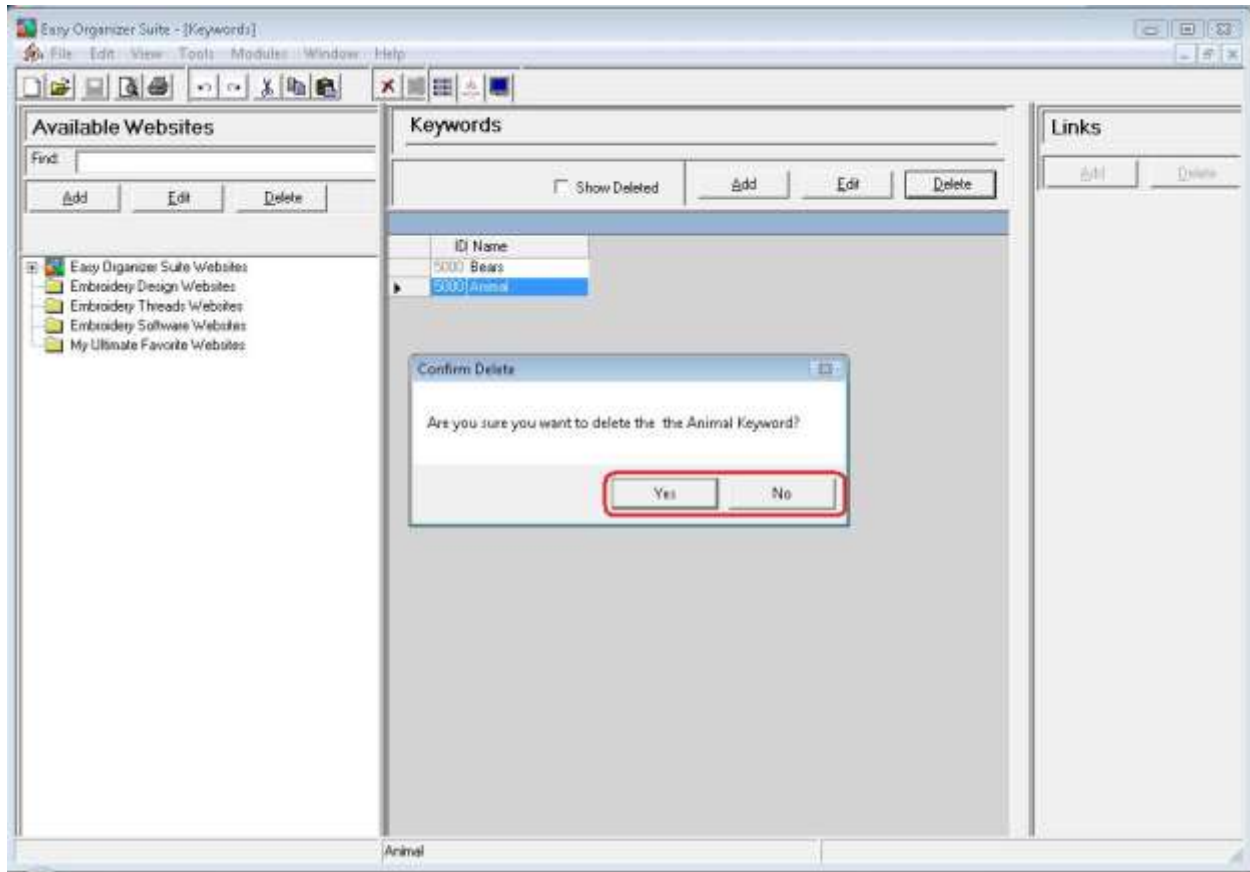 Easy Organizer Suite - [Keywords]
File Edit View Tools Modules Window Help
Available Websites
Find:
Add Edit Delete
Easy Organizer Suite Websites
Embroidery Design Websites
Embroidery Threads Websites
Embroidery Software Websites
My Ultimate Favorite Websites
Keywords
Show Deleted Add Edit Delete
ID Name
5000 Bears
5000 Animal
Links
Add Delete
Confirm Delete
Are you sure you want to delete the the Animal Keyword?
Yes No
Animal